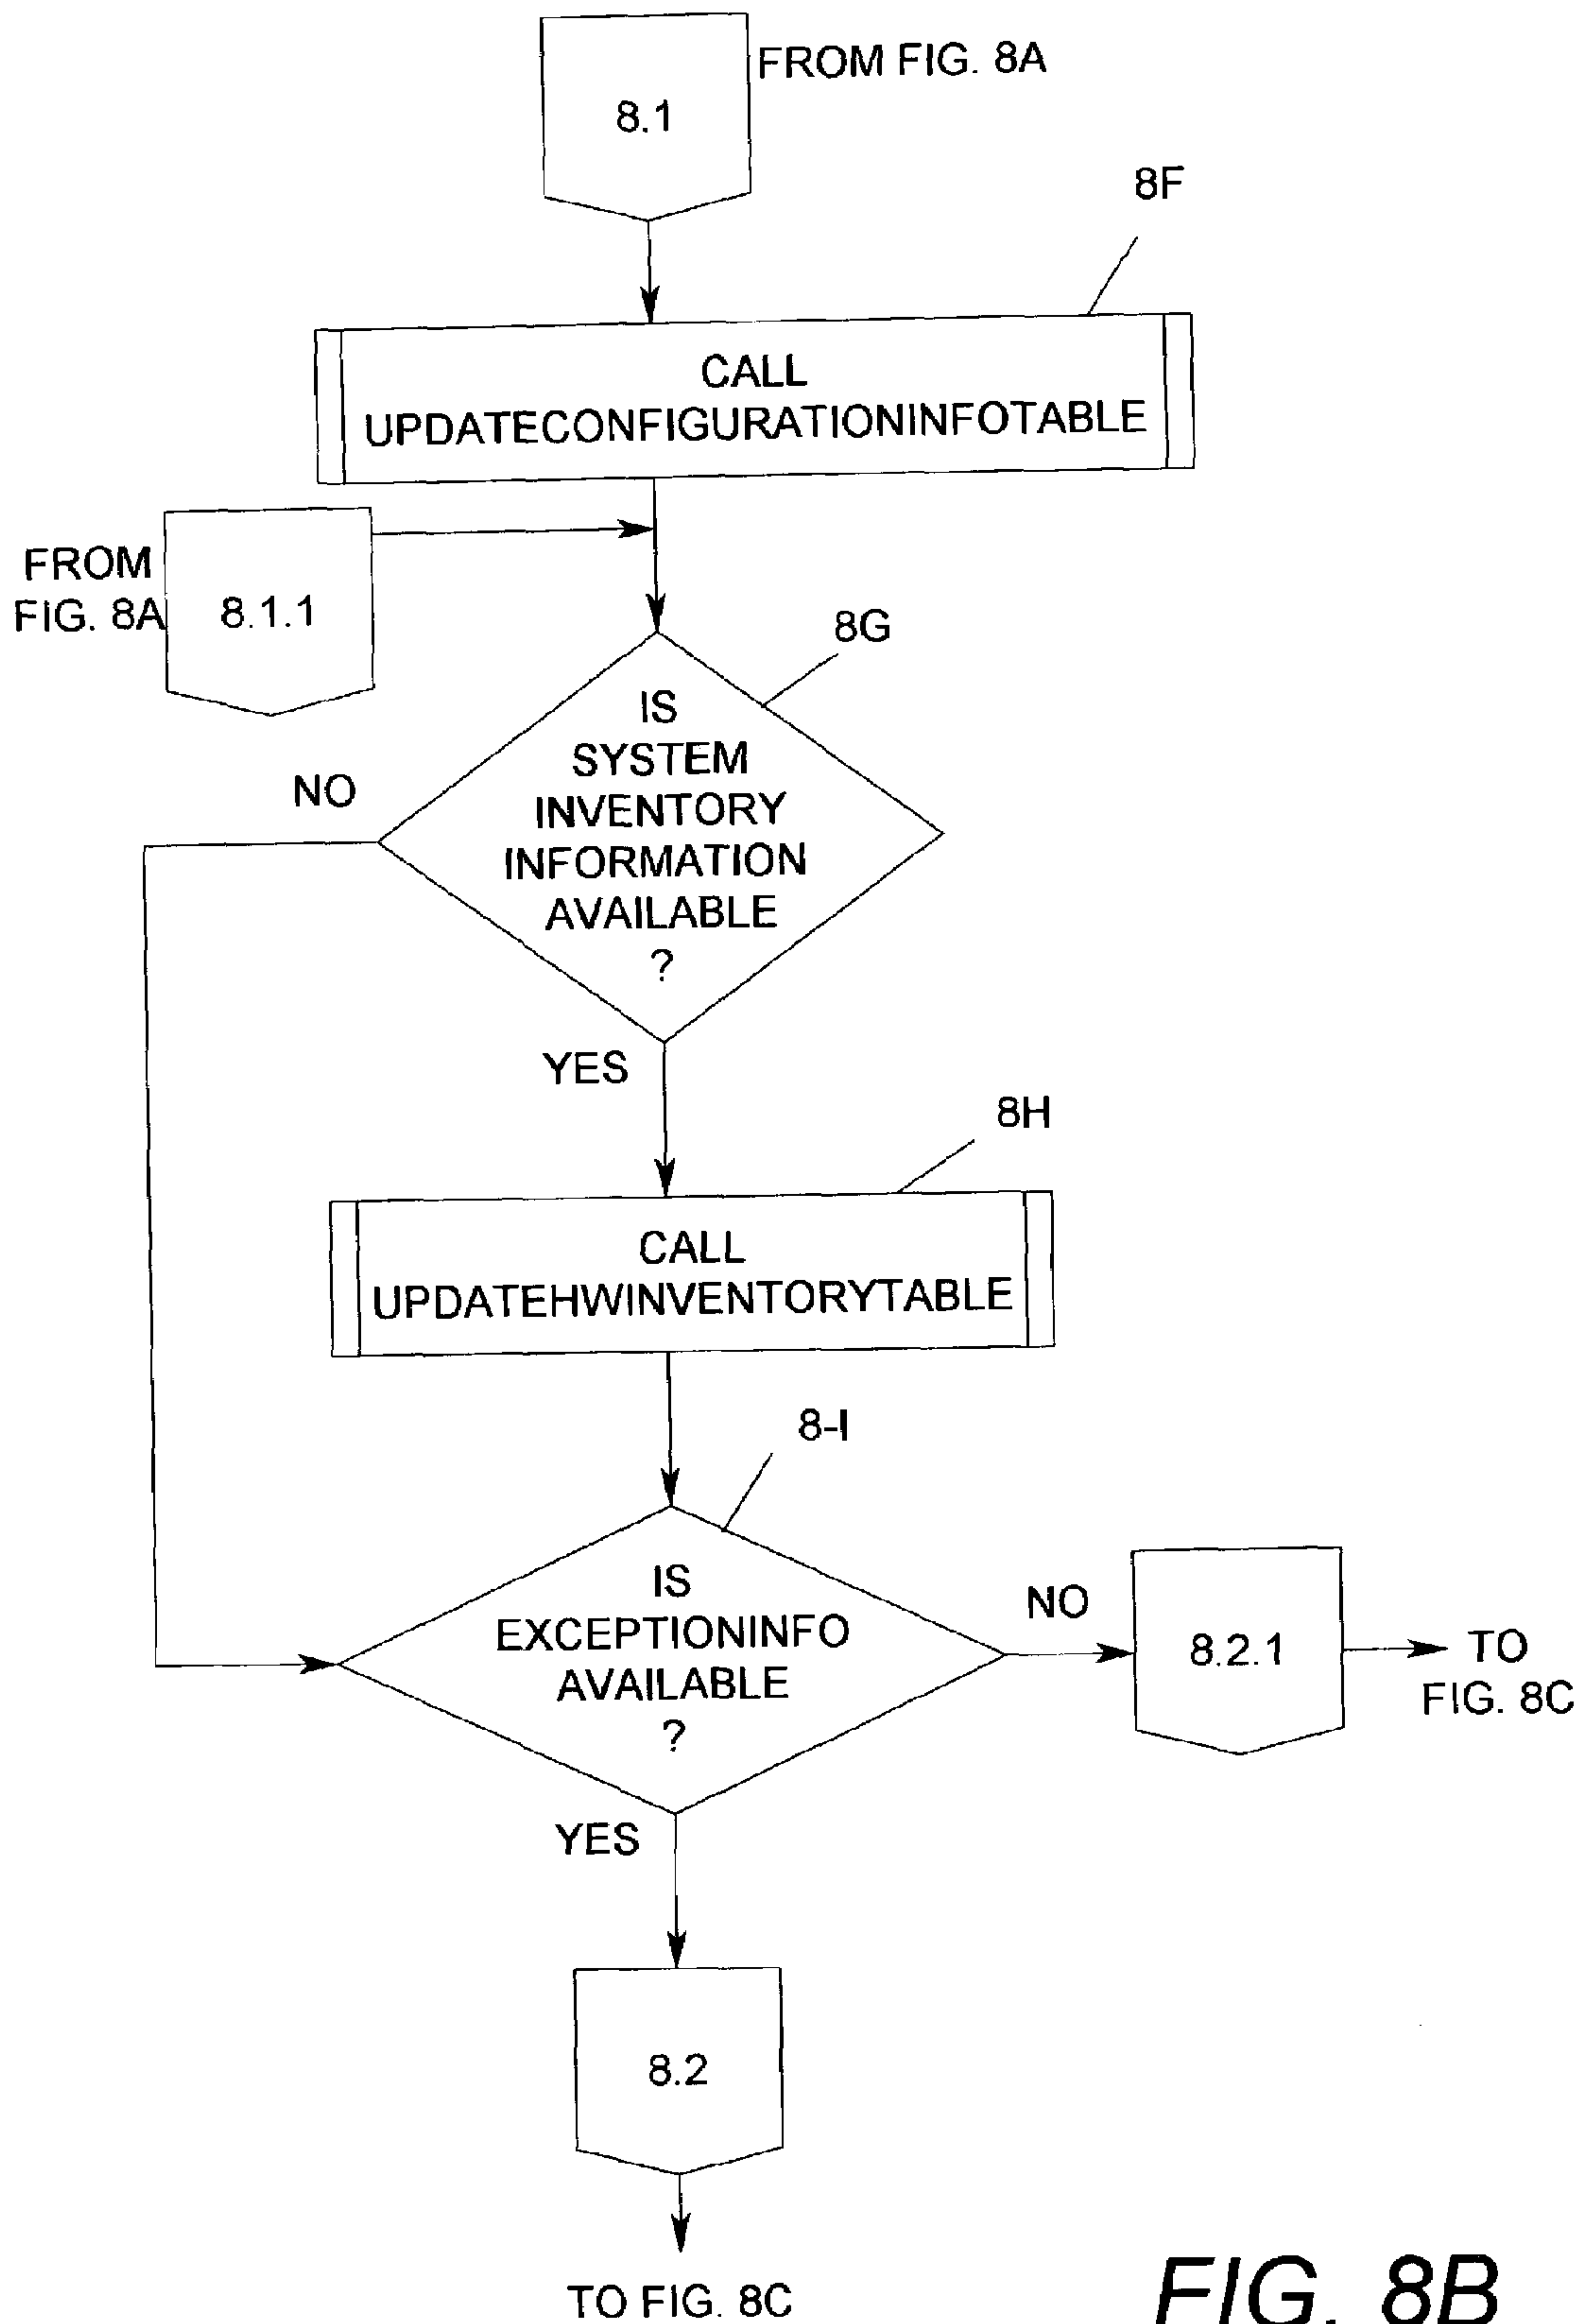 FROM FIG. 8A
8.1
8F
CALL
UPDATECONFIGURATIONINFOTABLE
FROM
FIG. 8A
8.1.1
8G
IS
SYSTEM
INVENTORY
INFORMATION
AVAILABLE
?
NO
YES
8H
CALL
UPDATEHWINVENTORYTABLE
8-I
IS
EXCEPTIONINFO
AVAILABLE
?
NO
8.2.1
TO
FIG. 8C
YES
8.2
TO FIG. 8C
FIG. 8B